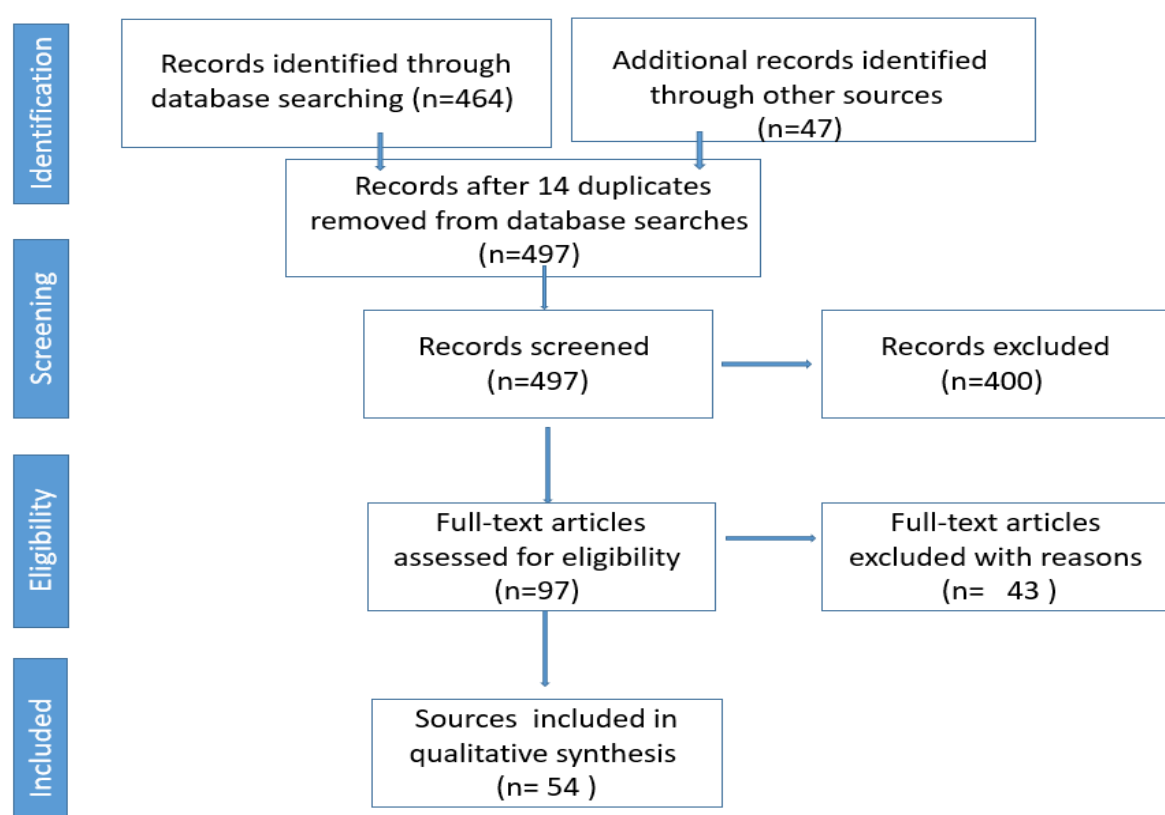 Identification
Records identified through
database searching (n=464)
Additional records identified
through other sources
(n=47)
Records after 14 duplicates
removed from database searches
(n=497)
Screening
Records screened
(n=497)
Records excluded
(n=400)
Eligibility
Full-text articles
assessed for eligibility
(n=97)
Full-text articles
excluded with reasons
(n=   43 )
Included
Sources  included in
qualitative synthesis
(n= 54 )